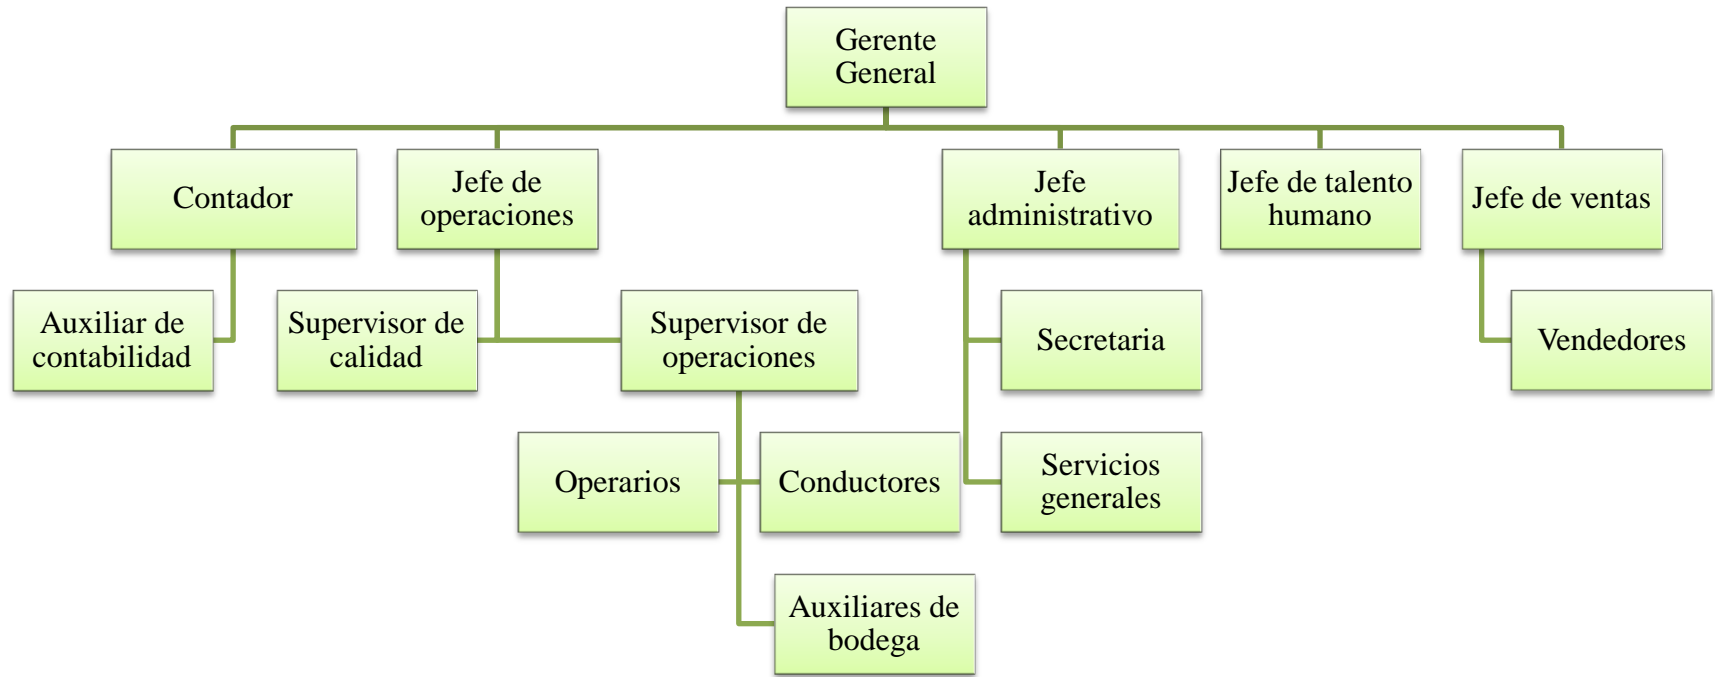 Gerente
General
Contador
Jefe de
operaciones
Jefe
administrativo
Jefe de talento
humano
Jefe de ventas
Auxiliar de
contabilidad
Supervisor de
calidad
Supervisor de
operaciones
Secretaria
Vendedores
Operarios
Conductores
Servicios
generales
Auxiliares de
bodega